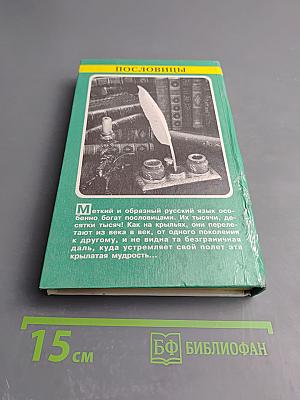 ПОСЛОВИЦЫ
Меткий и образный русский язык осо-
бенно богат пословицами. Их тысячи, де-
сятки тысяч! Как на крыльях, они переле-
тают из века в век, от одного поколения
к другому, и не видна та безграничная
даль, куда устремляет свой полет эта
крылатая мудрость...
15 см
БФ БИБЛИОФАН